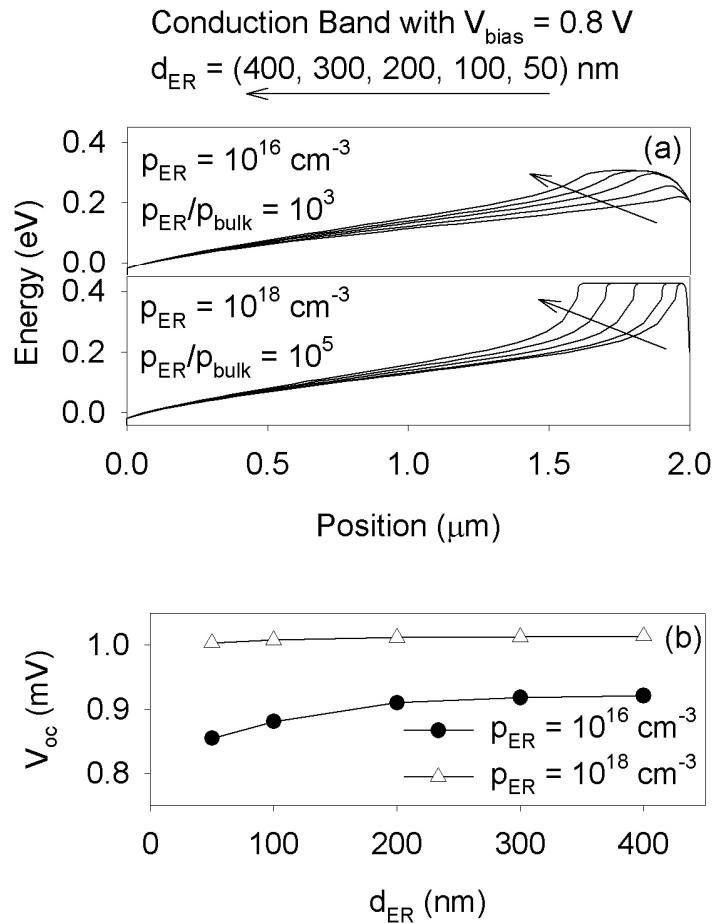 Conduction Band with V_bias = 0.8 V
d_ER = (400, 300, 200, 100, 50) nm
(a)
p_ER = 10^16 cm^-3
p_ER/p_bulk = 10^3
0.4
0.2
0.0
p_ER = 10^18 cm^-3
p_ER/p_bulk = 10^5
0.4
0.2
0.0
Energy (eV)
0.0 0.5 1.0 1.5 2.0
Position (μm)
(b)
1.0
0.9
0.8
V_oc (mV)
p_ER = 10^16 cm^-3
p_ER = 10^18 cm^-3
0 100 200 300 400
d_ER (nm)